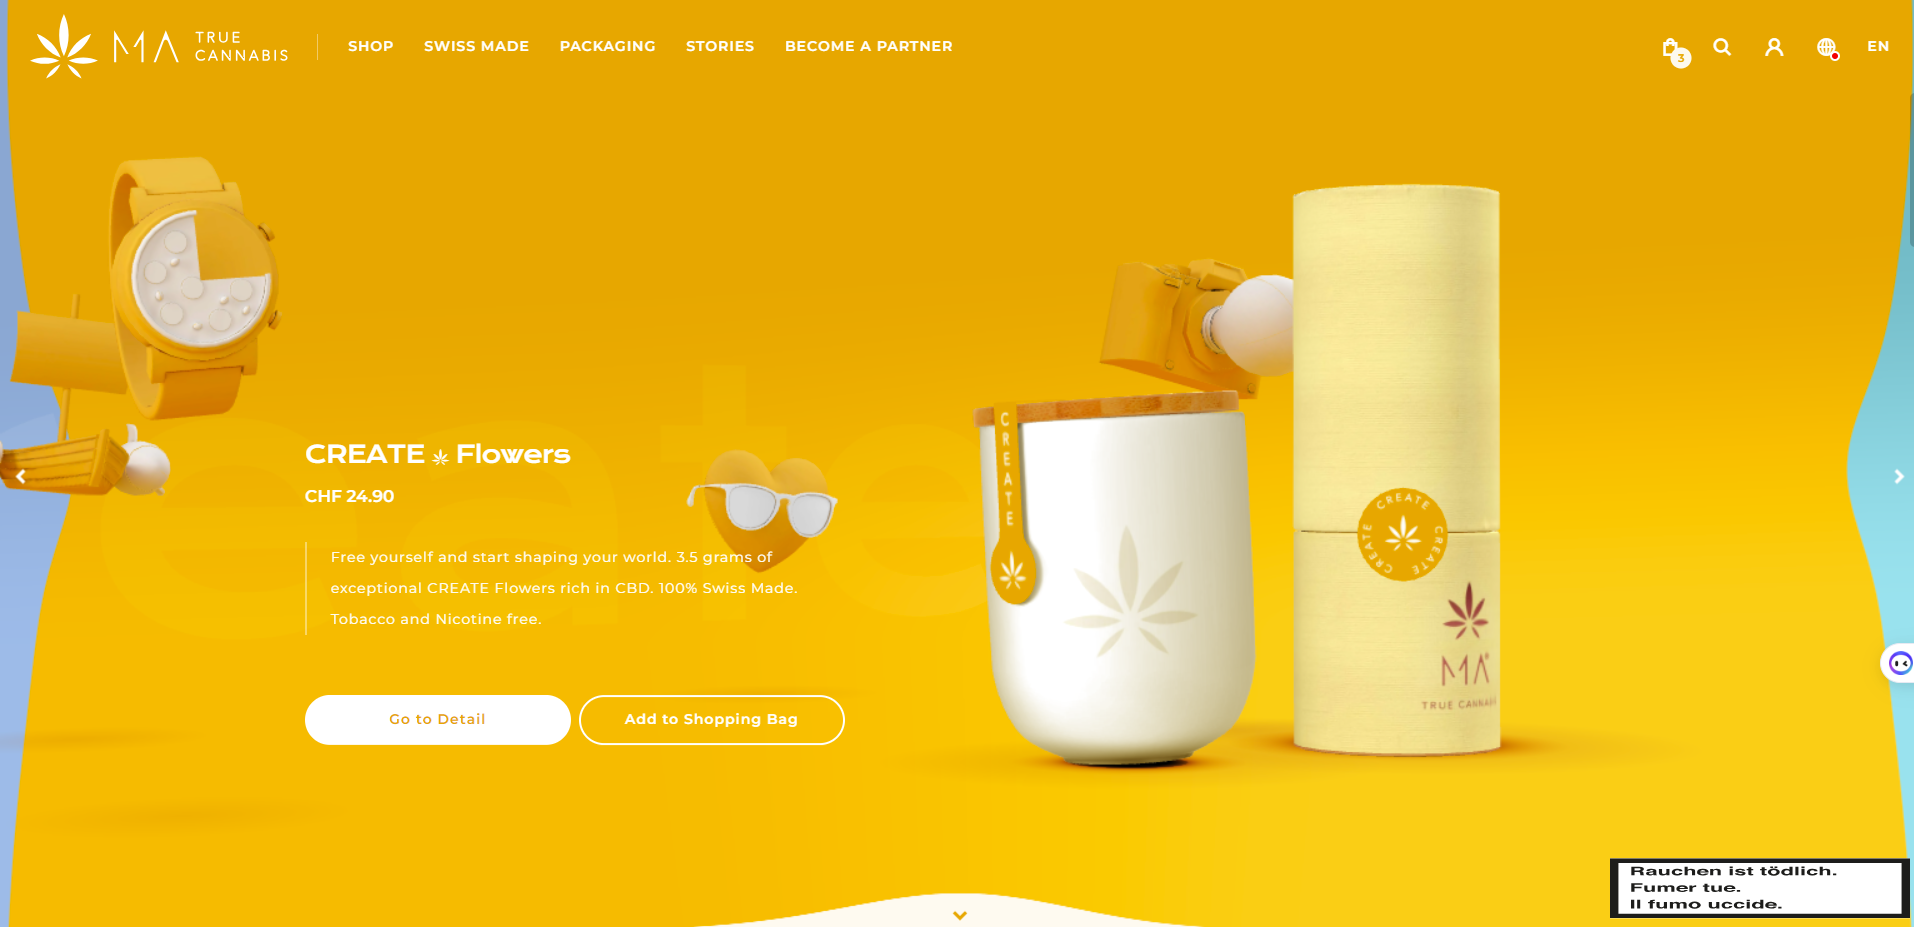 MA TRUE CANNABIS
SHOP
SWISS MADE
PACKAGING
STORIES
BECOME A PARTNER
3
EN
eate
CREATE Flowers
CHF 24.90
Free yourself and start shaping your world. 3.5 grams of
exceptional CREATE Flowers rich in CBD. 100% Swiss Made.
Tobacco and Nicotine free.
Go to Detail
Add to Shopping Bag
CREATE
CREATE CREATE CREATE
MA®
TRUE CANNABIS
Rauchen ist tödlich.
Fumer tue.
Il fumo uccide.